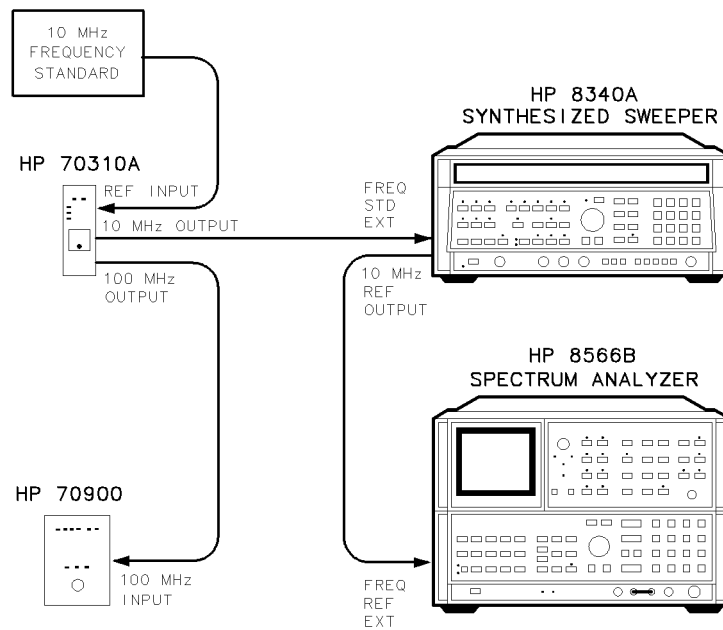 10 MHz
FREQUENCY
STANDARD
HP 8340A
SYNTHESIZED SWEEPER
HP 70310A
REF INPUT
10 MHz OUTPUT
FREQ
STD
EXT
100 MHz
OUTPUT
10 MHz
REF
OUTPUT
HP 8566B
SPECTRUM ANALYZER
HP 70900
100 MHz
INPUT
FREQ
REF
EXT